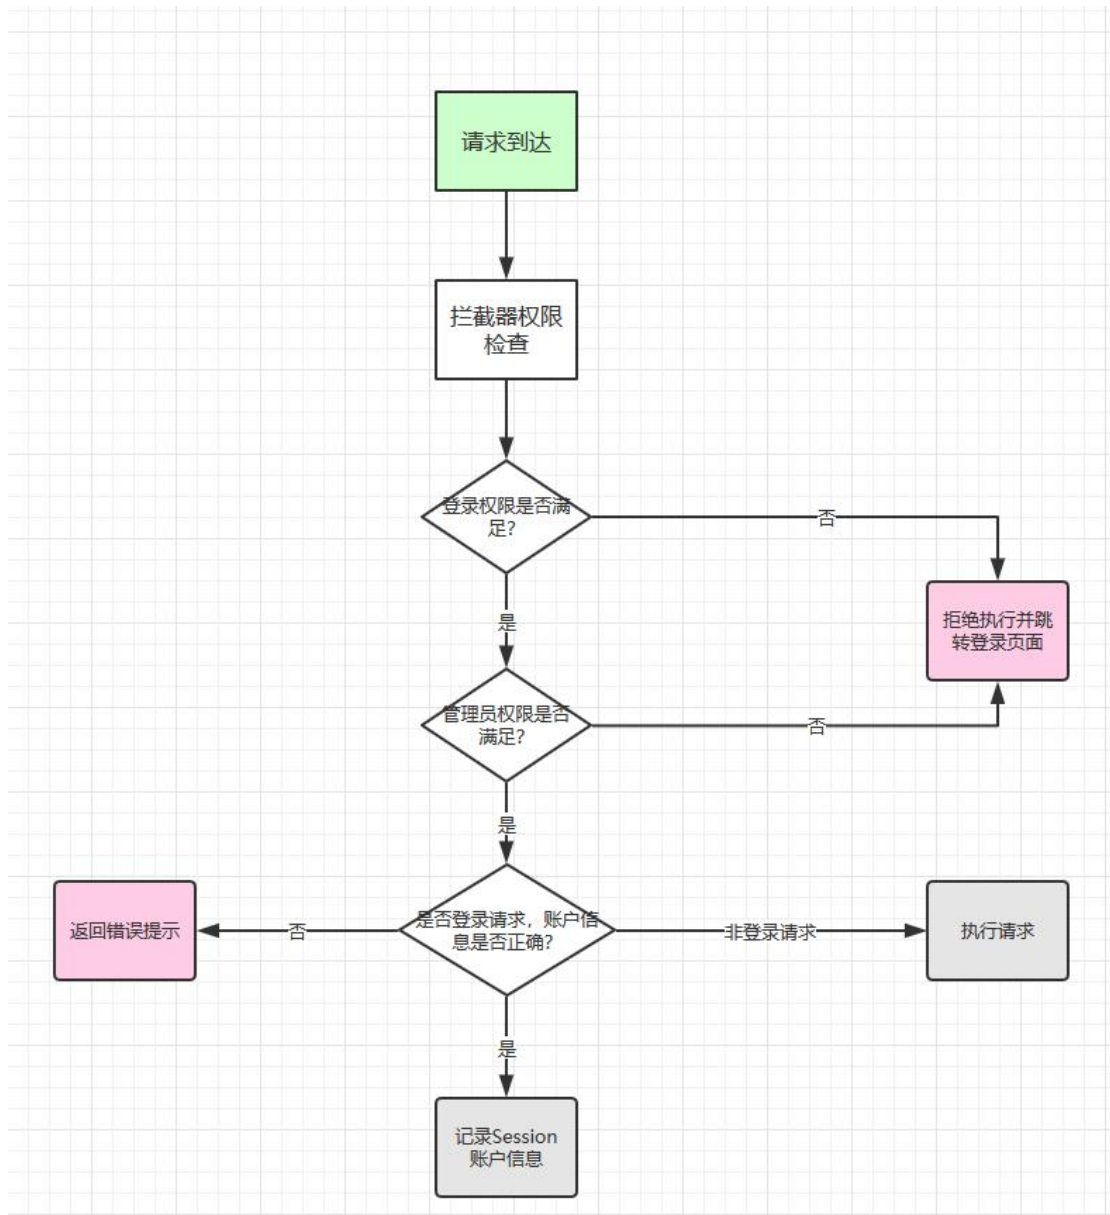 请求到达
拦截器权限
检查
登录权限是否满
足?
否
拒绝执行并跳
转登录页面
是
管理员权限是否
满足?
否
是
返回错误提示
否
是否登录请求，账户信
息是否正确?
非登录请求
执行请求
是
记录Session
账户信息